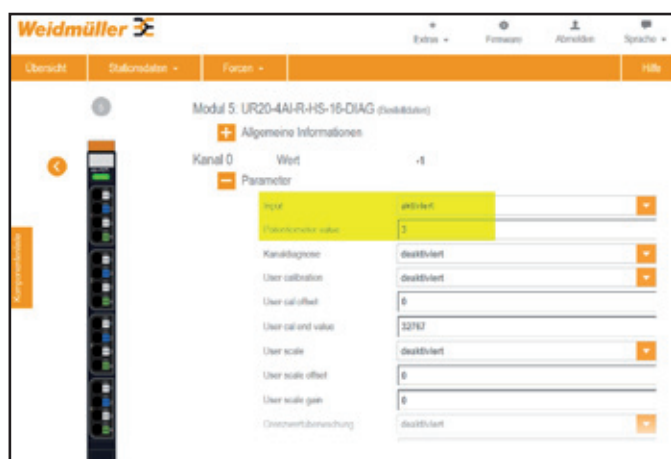 Weidmüller
Extras
Firmware
Abmelden
Sprache
Übersicht
Stationsdaten
Forcen
Hilfe
5
Modul 5: UR20-4AI-R-HS-16-DIAG (Bestelldaten)
Allgemeine Informationen
Kanal 0 Wert -1
Parameter
Input aktiviert
Potentiometer value 3
Kanaldiagnose deaktiviert
User calibration deaktiviert
User cal offset 0
User cal end value 32767
User scale deaktiviert
User scale offset 0
User scale gain 0
Grenzwertüberwachung deaktiviert
Komponentenliste